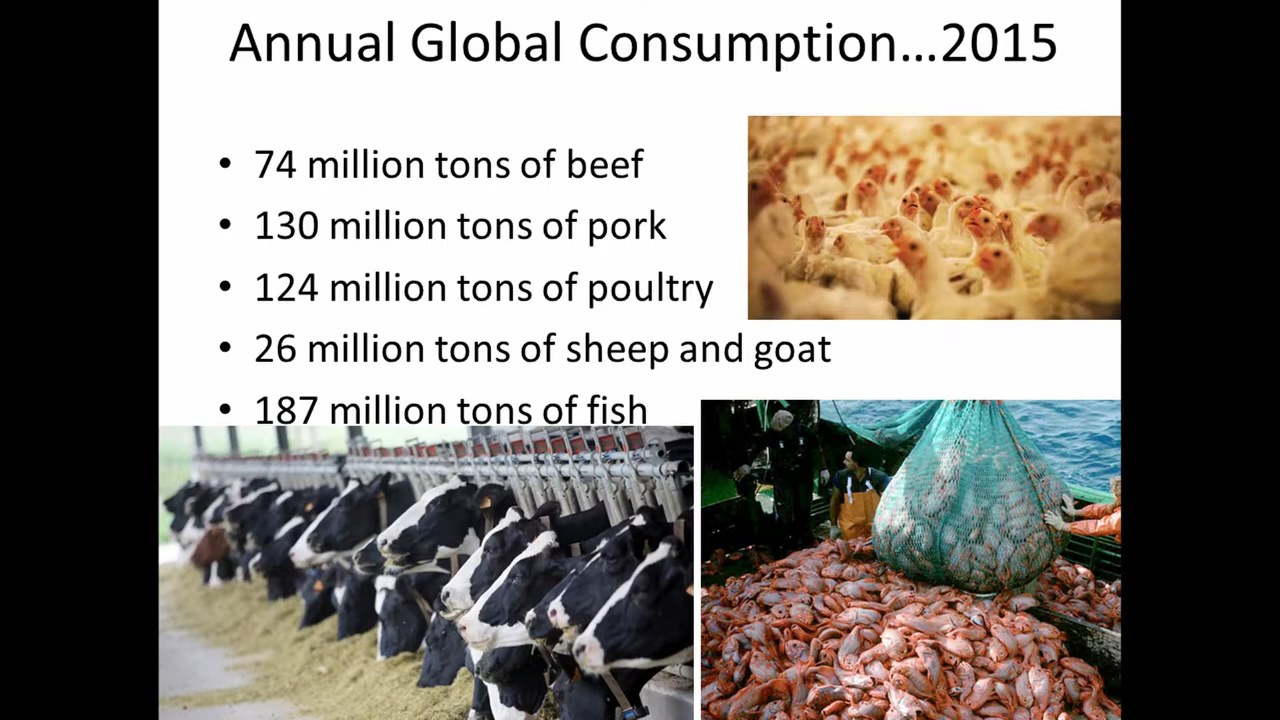 Annual Global Consumption...2015
• 74 million tons of beef
• 130 million tons of pork
• 124 million tons of poultry
• 26 million tons of sheep and goat
• 187 million tons of fish